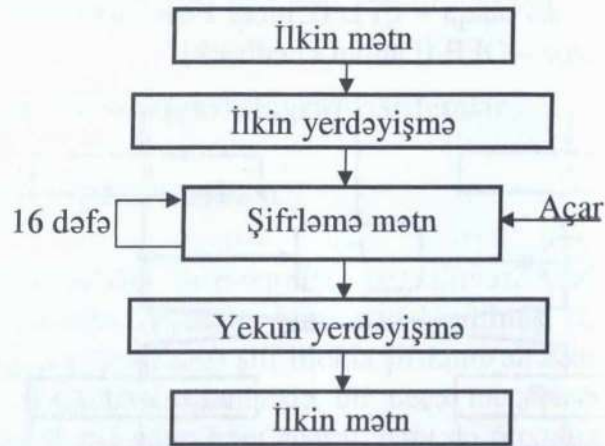 İlkin mətn
İlkin yerdəyişmə
16 dəfə
Şifrləmə mətn
Açar
Yekun yerdəyişmə
İlkin mətn